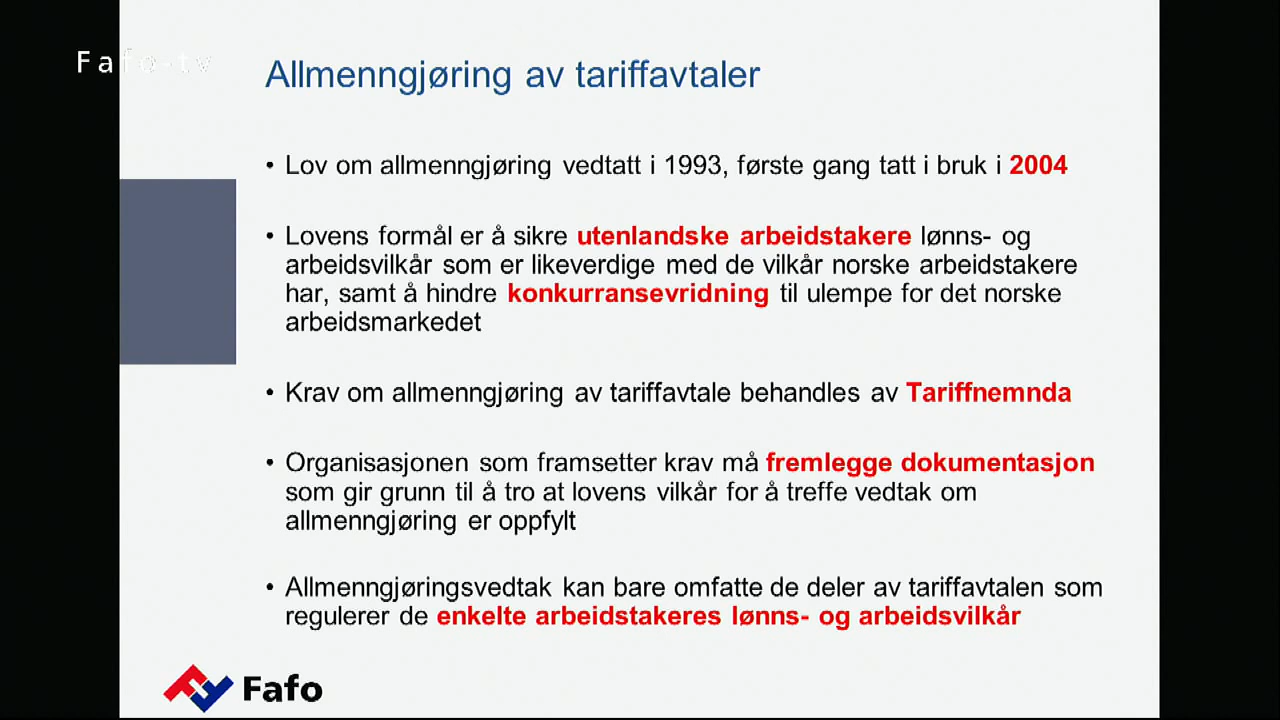 Fafo-tv
Allmenngjøring av tariffavtaler
• Lov om allmenngjøring vedtatt i 1993, første gang tatt i bruk i 2004
• Lovens formål er å sikre utenlandske arbeidstakere lønns- og
arbeidsvilkår som er likeverdige med de vilkår norske arbeidstakere
har, samt å hindre konkurransevridning til ulempe for det norske
arbeidsmarkedet
• Krav om allmenngjøring av tariffavtale behandles av Tariffnemnda
• Organisasjonen som framsetter krav må fremlegge dokumentasjon
som gir grunn til å tro at lovens vilkår for å treffe vedtak om
allmenngjøring er oppfylt
• Allmenngjøringsvedtak kan bare omfatte de deler av tariffavtalen som
regulerer de enkelte arbeidstakeres lønns- og arbeidsvilkår
Fafo